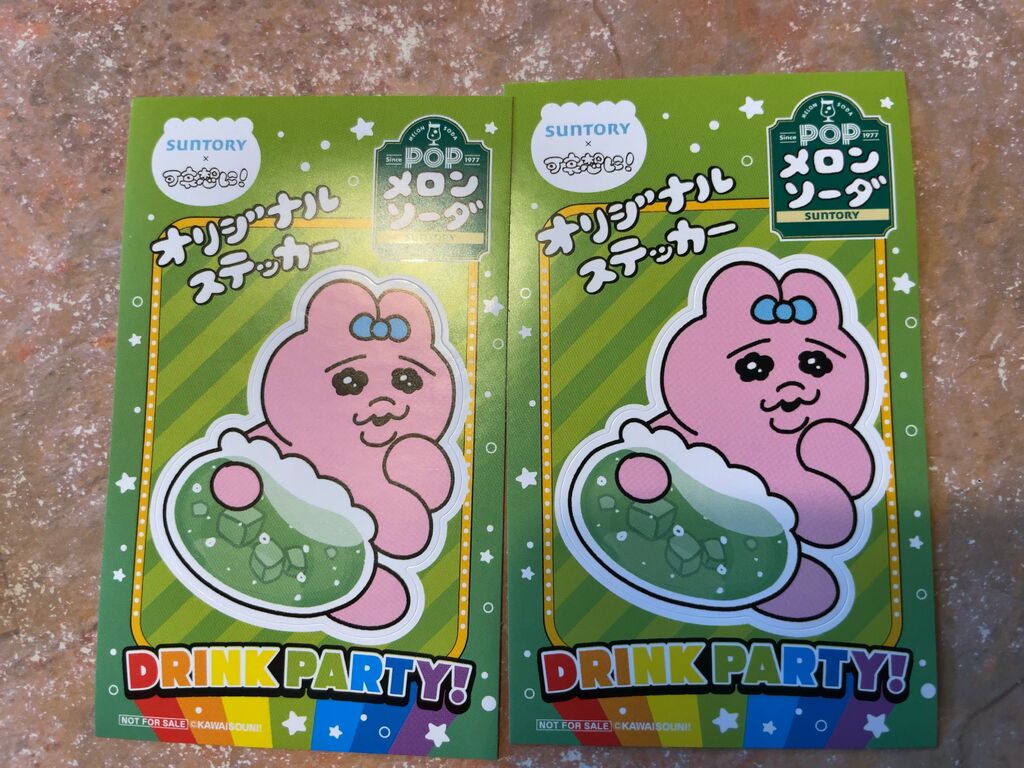 SUNTORY
×
可哀想に!
MELON SODA
Since POP 1977
メロン
ソーダ
SUNTORY
オリジナル
ステッカー
DRINK PARTY!
NOT FOR SALE ©KAWAISOUNI!
SUNTORY
×
可哀想に!
MELON SODA
Since POP 1977
メロン
ソーダ
SUNTORY
オリジナル
ステッカー
DRINK PARTY!
NOT FOR SALE ©KAWAISOUNI!